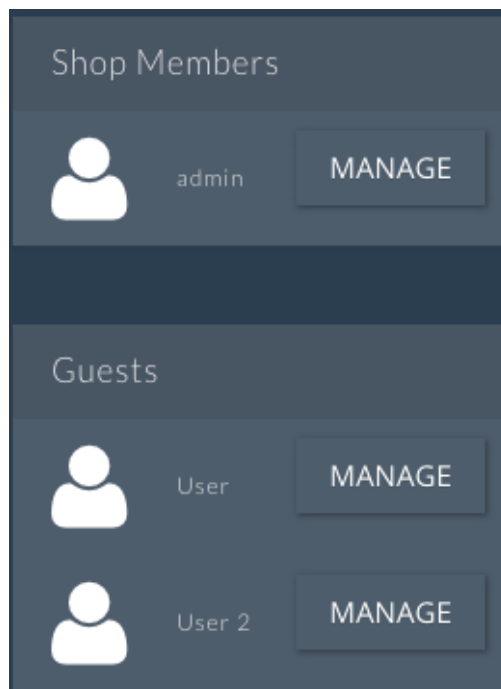 Shop Members
admin MANAGE
Guests
User MANAGE
User 2 MANAGE